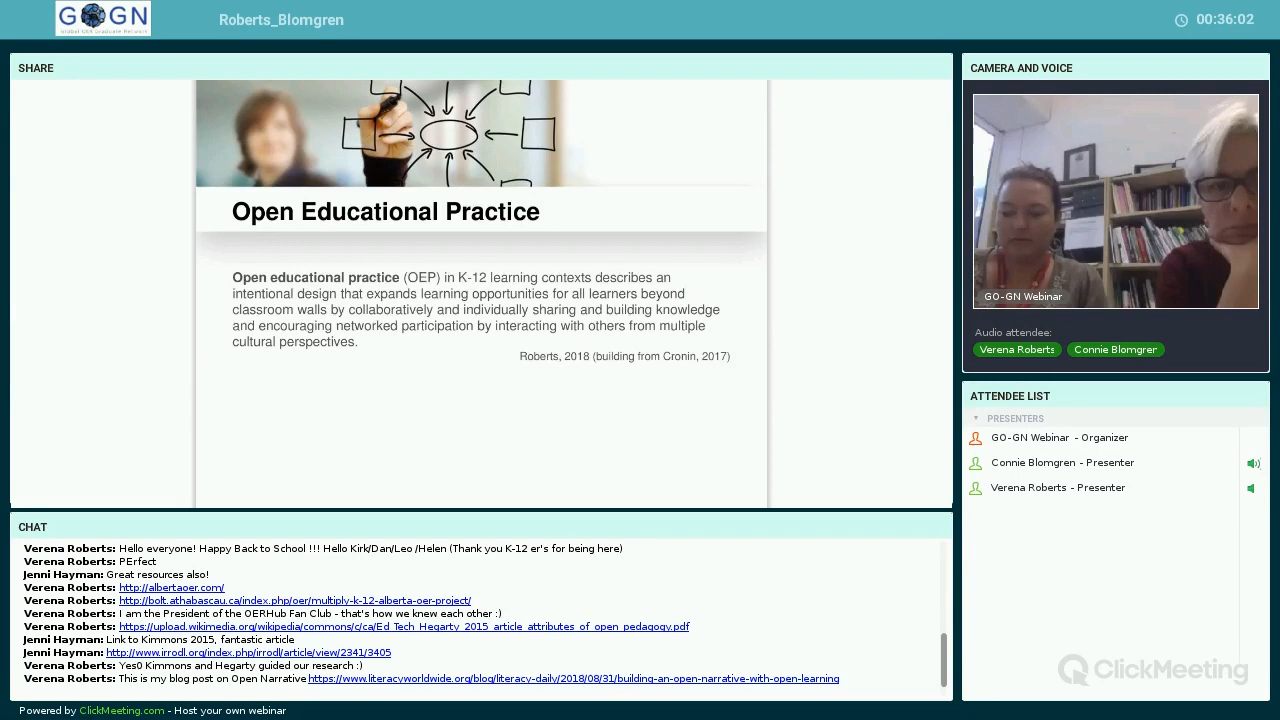 GOGN
Global OER Graduate Network
Roberts_Blomgren
00:36:02
SHARE
Open Educational Practice
Open educational practice (OEP) in K-12 learning contexts describes an
intentional design that expands learning opportunities for all learners beyond
classroom walls by collaboratively and individually sharing and building knowledge
and encouraging networked participation by interacting with others from multiple
cultural perspectives.
Roberts, 2018 (building from Cronin, 2017)
CAMERA AND VOICE
GO-GN Webinar
Audio attendee:
Verena Roberts
Connie Blomgren
ATTENDEE LIST
PRESENTERS
GO-GN Webinar - Organizer
Connie Blomgren - Presenter
Verena Roberts - Presenter
CHAT
Verena Roberts: Hello everyone! Happy Back to School !!! Hello Kirk/Dan/Leo /Helen (Thank you K-12 er's for being here)
Verena Roberts: PErfect
Jenni Hayman: Great resources also!
Verena Roberts: http://albertaoer.com/
Verena Roberts: http://bolt.athabascau.ca/index.php/oer/multiply-k-12-alberta-oer-project/
Verena Roberts: I am the President of the OERHub Fan Club - that's how we knew each other :)
Verena Roberts: https://upload.wikimedia.org/wikipedia/commons/c/ca/Ed_Tech_Hegarty_2015_article_attributes_of_open_pedagogy.pdf
Jenni Hayman: Link to Kimmons 2015, fantastic article
Jenni Hayman: http://www.irrodl.org/index.php/irrodl/article/view/2341/3405
Verena Roberts: Yes0 Kimmons and Hegarty guided our research :)
Verena Roberts: This is my blog post on Open Narrative https://www.literacyworldwide.org/blog/literacy-daily/2018/08/31/building-an-open-narrative-with-open-learning
ClickMeeting
Powered by ClickMeeting.com - Host your own webinar